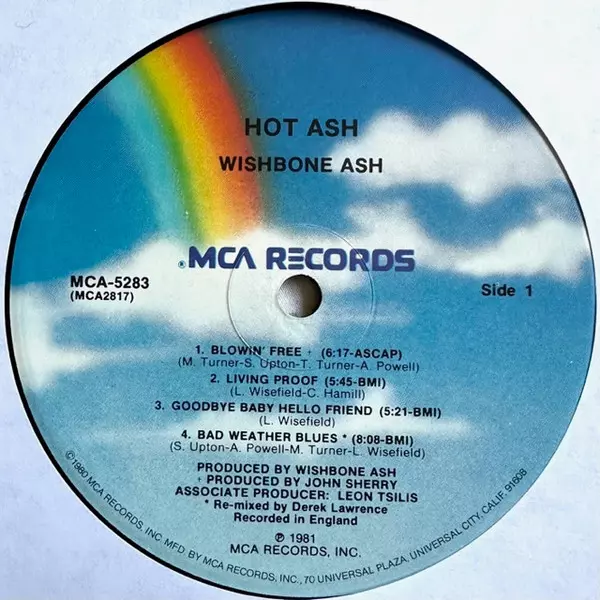 HOT ASH
WISHBONE ASH
®MCA RECORDS
MCA-5283
(MCA2817)
Side 1
1. BLOWIN' FREE + (6:17-ASCAP)
(M. Turner-S. Upton-T. Turner-A. Powell)
2. LIVING PROOF (5:45-BMI)
(L. Wisefield-C. Hamill)
3. GOODBYE BABY HELLO FRIEND (5:21-BMI)
(L. Wisefield)
4. BAD WEATHER BLUES * (8:08-BMI)
(S. Upton-A. Powell-M. Turner-L. Wisefield)
PRODUCED BY WISHBONE ASH
+ PRODUCED BY JOHN SHERRY
ASSOCIATE PRODUCER: LEON TSILIS
* Re-mixed by Derek Lawrence
Recorded in England
℗ 1981
MCA RECORDS, INC.
©1980 MCA RECORDS, INC MFD BY MCA RECORDS, INC., 70 UNIVERSAL PLAZA, UNIVERSAL CITY, CALIF. 91608